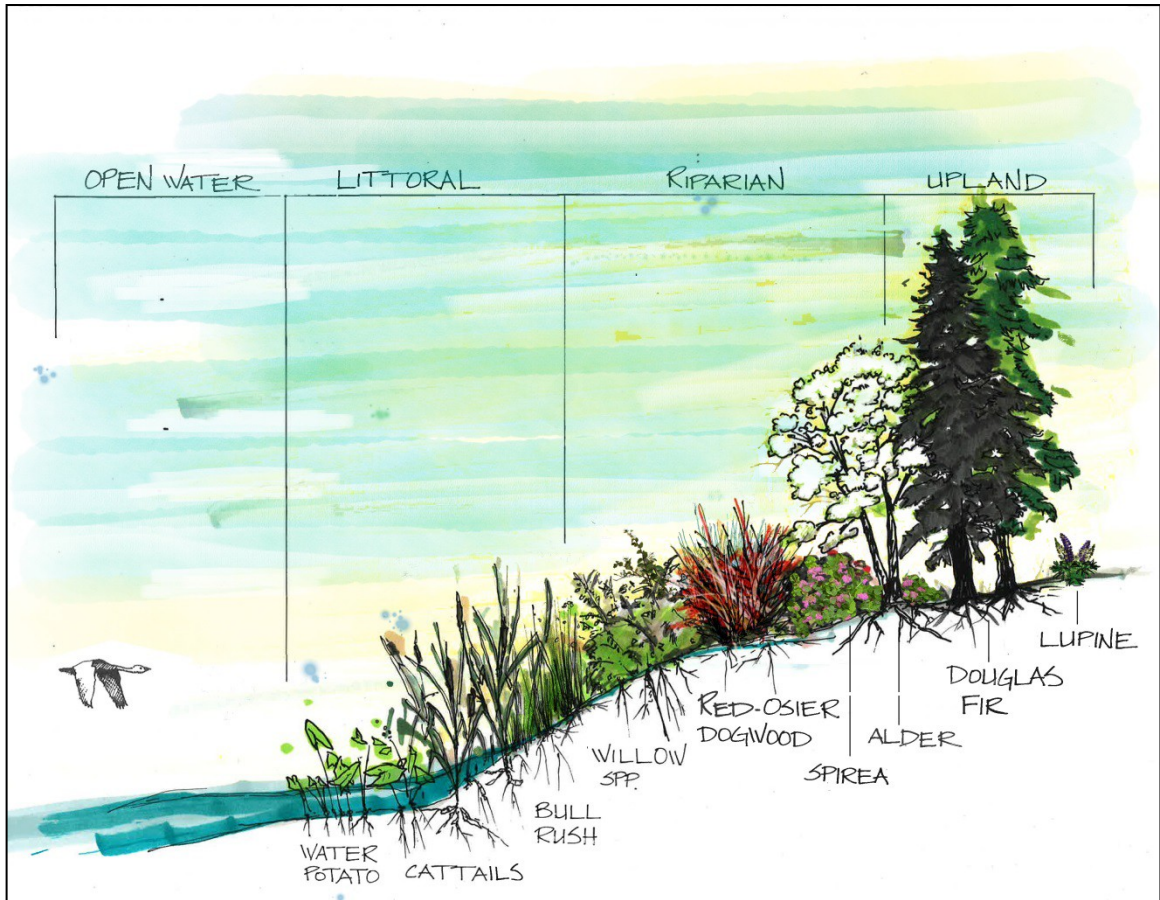 OPEN WATER
LITTORAL
RIPARIAN
UPLAND
WATER
POTATO
CATTAILS
BULL
RUSH
WILLOW
SPP.
RED-OSIER
DOGWOOD
SPIREA
ALDER
DOUGLAS
FIR
LUPINE